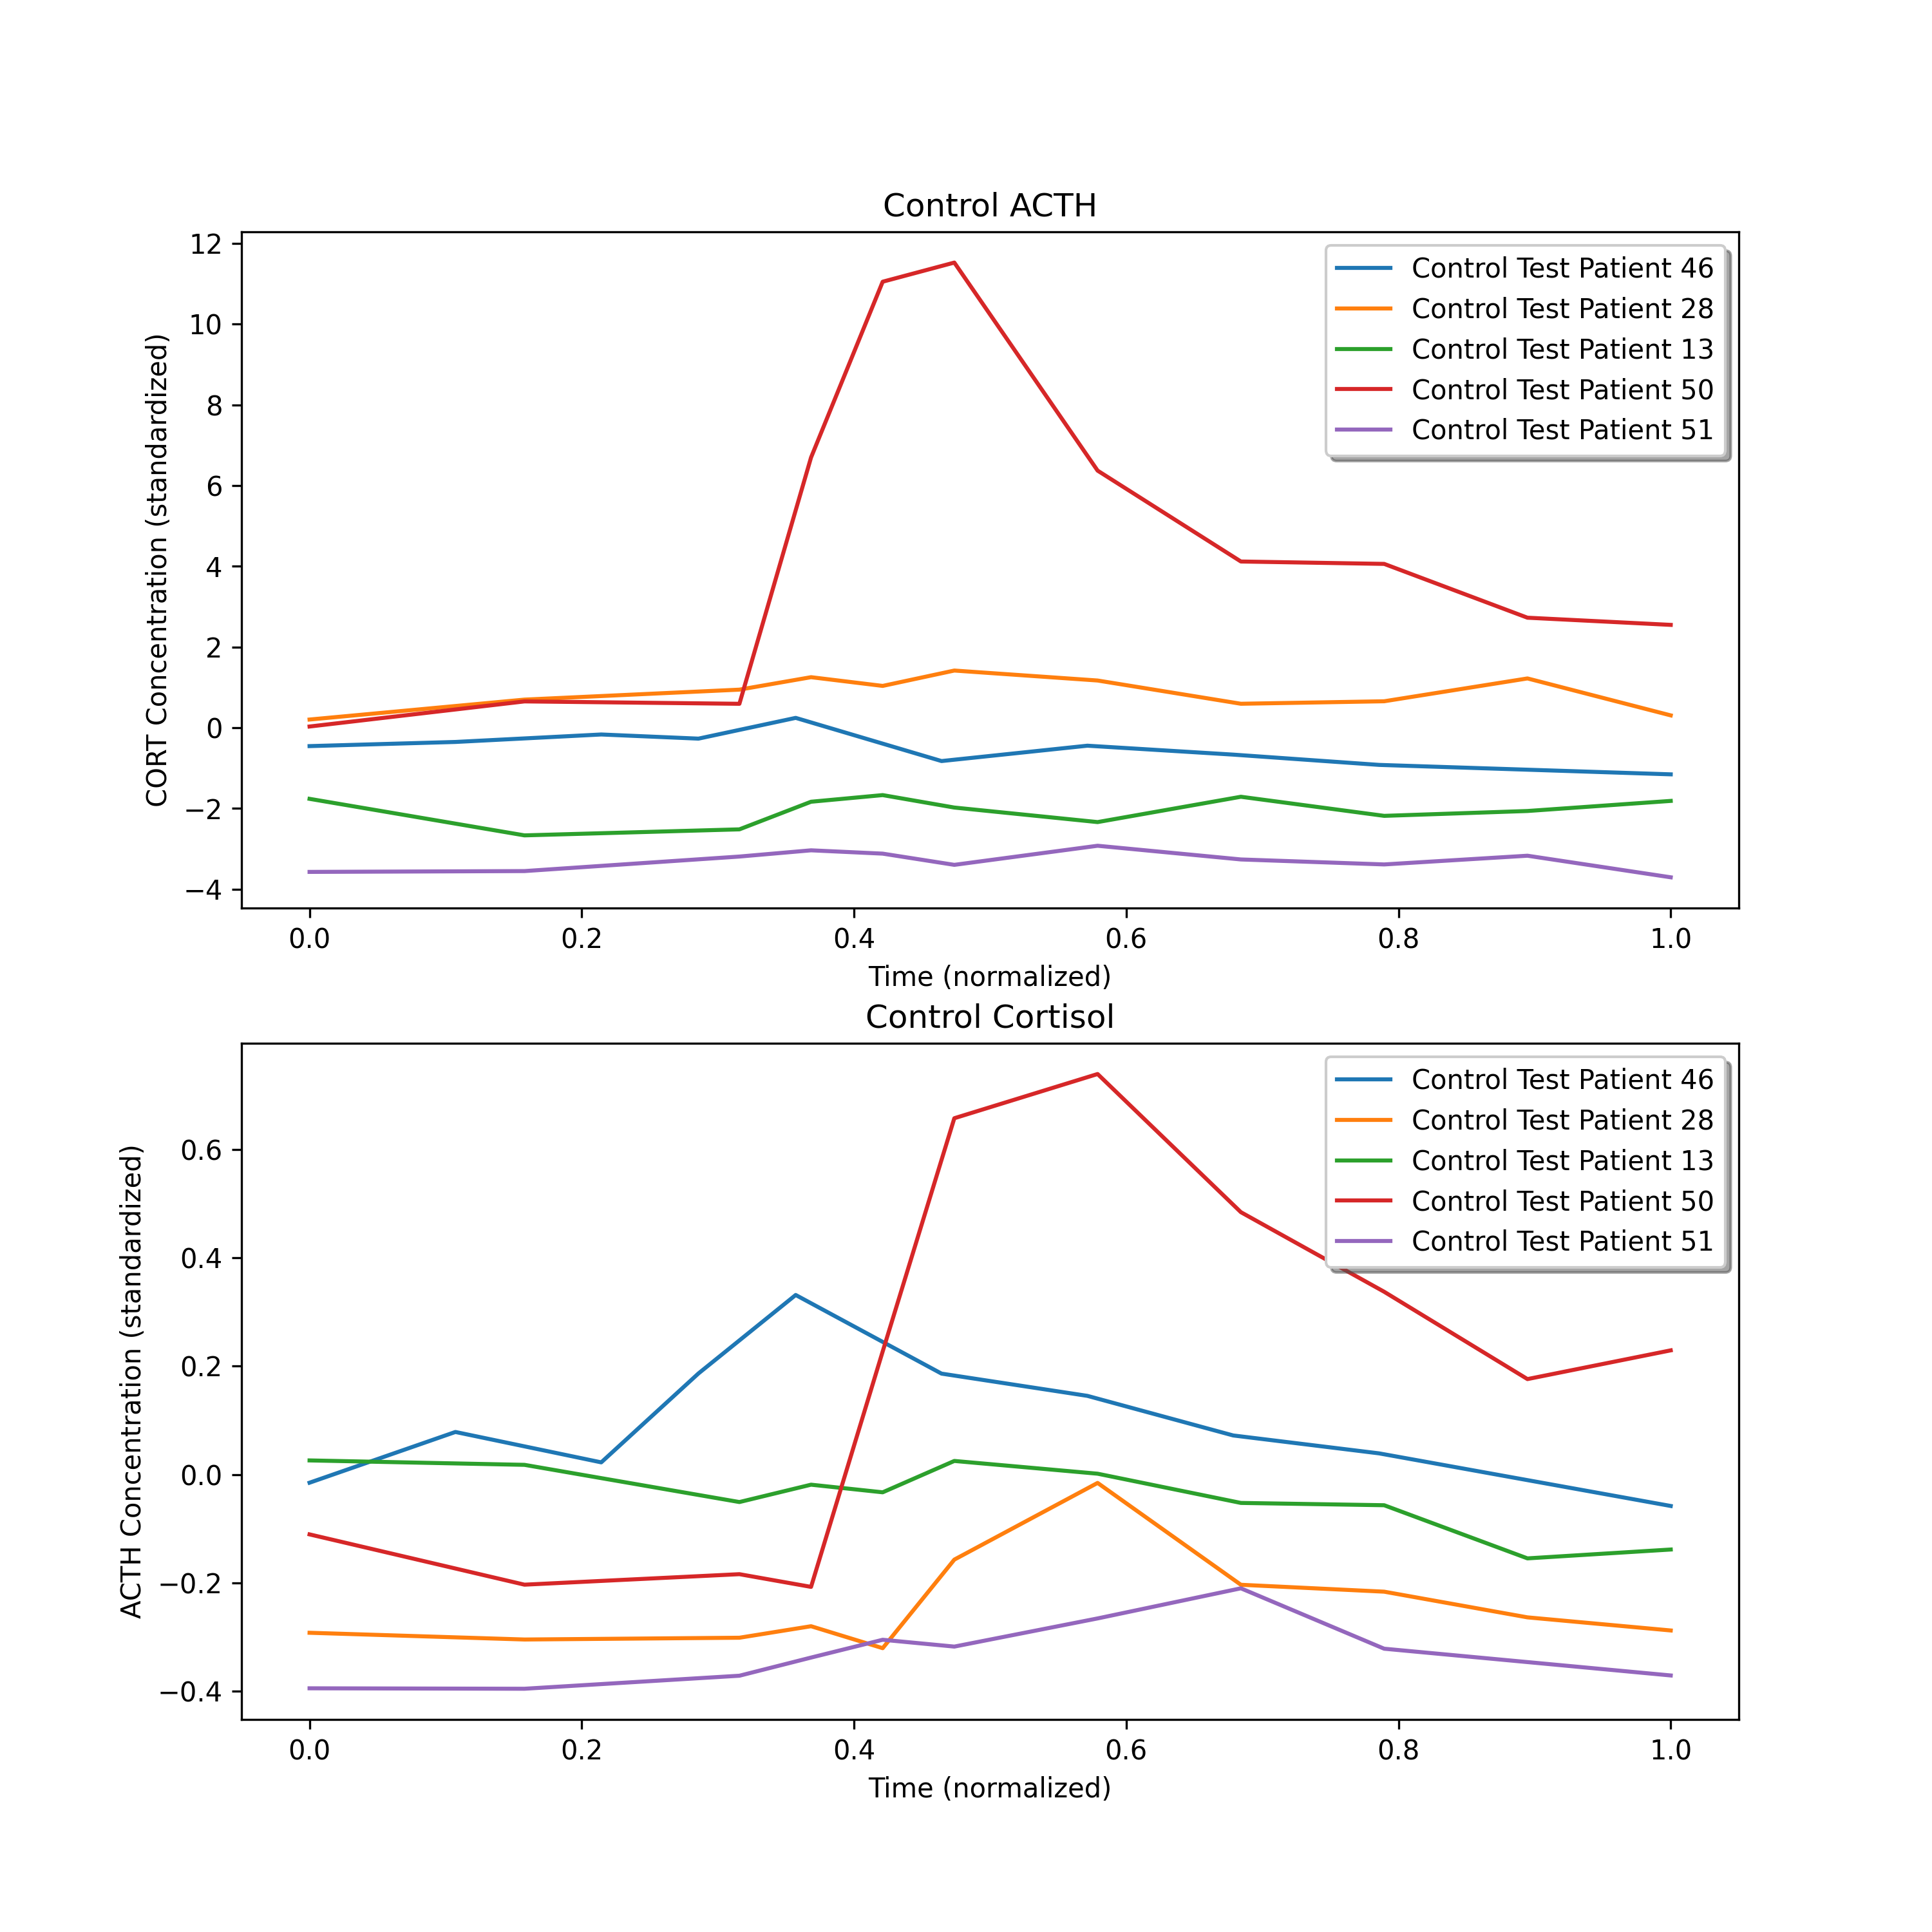 Control ACTH
CORT Concentration (standardized)
12
10
8
6
4
2
0
−2
−4
Control Test Patient 46
Control Test Patient 28
Control Test Patient 13
Control Test Patient 50
Control Test Patient 51
0.0 0.2 0.4 0.6 0.8 1.0
Time (normalized)
Control Cortisol
ACTH Concentration (standardized)
0.6
0.4
0.2
0.0
−0.2
−0.4
Control Test Patient 46
Control Test Patient 28
Control Test Patient 13
Control Test Patient 50
Control Test Patient 51
0.0 0.2 0.4 0.6 0.8 1.0
Time (normalized)